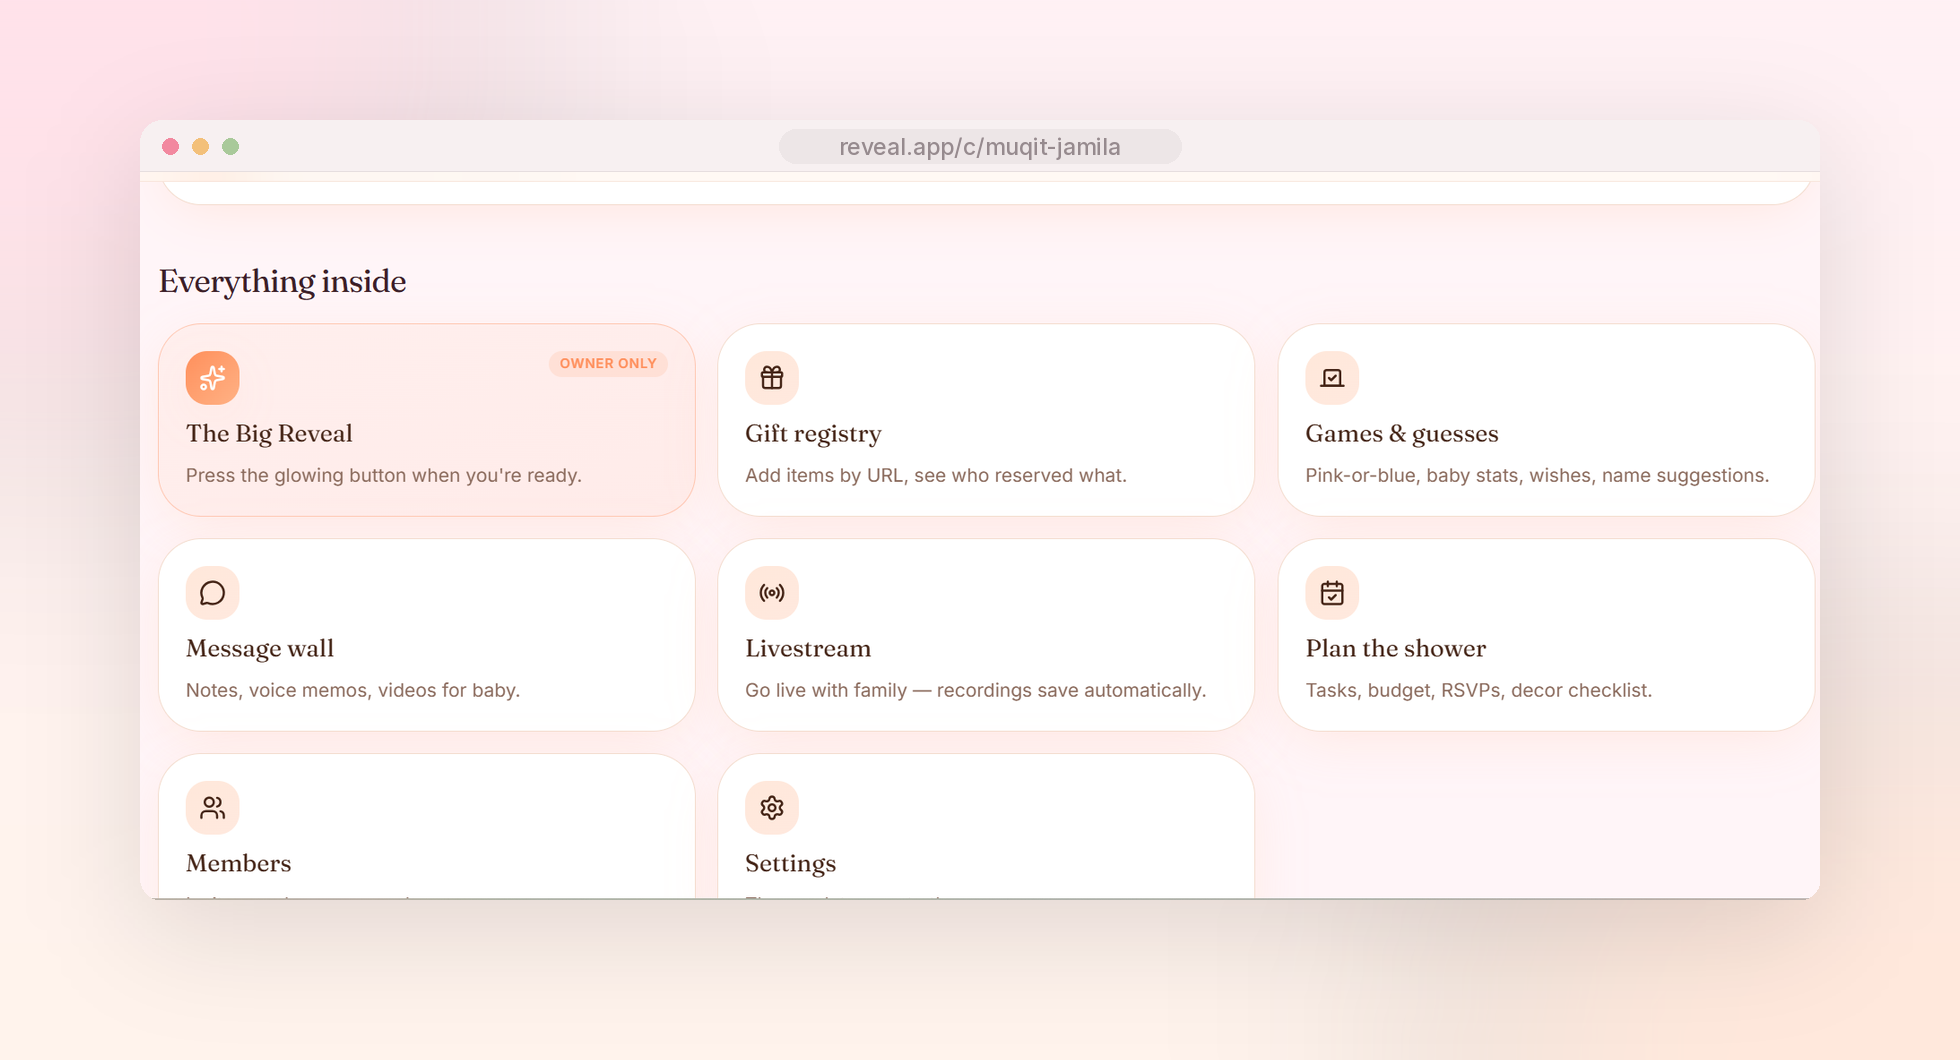 reveal.app/c/muqit-jamila
Everything inside
OWNER ONLY
The Big Reveal
Press the glowing button when you're ready.
Gift registry
Add items by URL, see who reserved what.
Games & guesses
Pink-or-blue, baby stats, wishes, name suggestions.
Message wall
Notes, voice memos, videos for baby.
Livestream
Go live with family — recordings save automatically.
Plan the shower
Tasks, budget, RSVPs, decor checklist.
Members
Settings